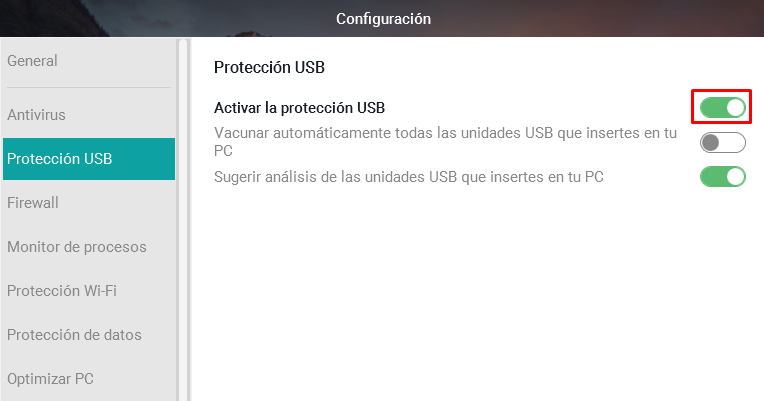 Configuración
General
Antivirus
Protección USB
Firewall
Monitor de procesos
Protección Wi-Fi
Protección de datos
Optimizar PC
Protección USB
Activar la protección USB
Vacunar automáticamente todas las unidades USB que insertes en tu
PC
Sugerir análisis de las unidades USB que insertes en tu PC